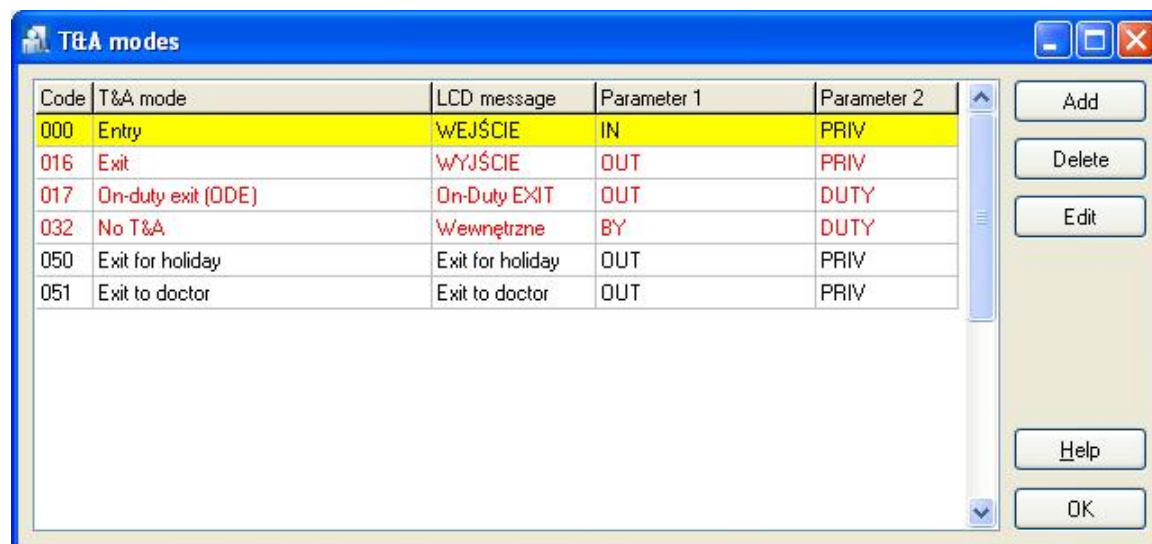 T&A modes
Code T&A mode LCD message Parameter 1 Parameter 2
000 Entry WEJŚCIE IN PRIV
016 Exit WYJŚCIE OUT PRIV
017 On-duty exit (ODE) On-Duty EXIT OUT DUTY
032 No T&A Wewnętrzne BY DUTY
050 Exit for holiday Exit for holiday OUT PRIV
051 Exit to doctor Exit to doctor OUT PRIV
Add
Delete
Edit
Help
OK